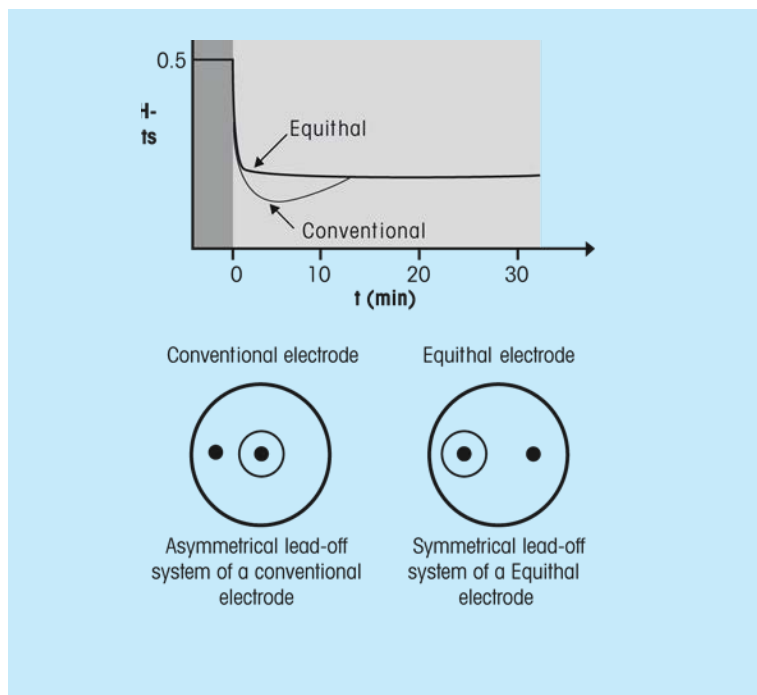 0.5
H-
ts
Equithal
Conventional
0
10
20
30
t (min)
Conventional electrode
Equithal electrode
Asymmetrical lead-off
system of a conventional
electrode
Symmetrical lead-off
system of a Equithal
electrode